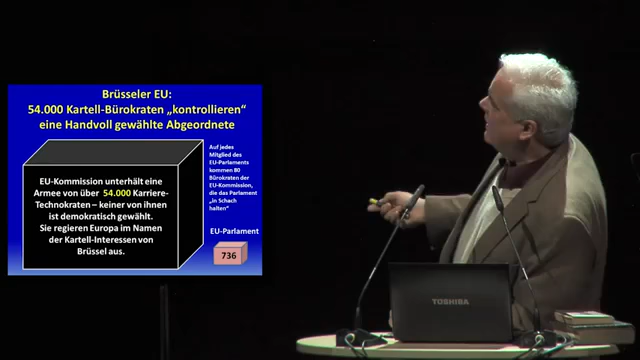 Brüsseler EU:
54.000 Kartell-Bürokraten „kontrollieren“
eine Handvoll gewählte Abgeordnete
EU-Kommission unterhält eine
Armee von über 54.000 Karriere-
Technokraten – keiner von ihnen
ist demokratisch gewählt.
Sie regieren Europa im Namen
der Kartell-Interessen von
Brüssel aus.
Auf jedes
Mitglied des
EU-Parlaments
kommen 80
Bürokraten der
EU-Kommission,
die das Parlament
„in Schach
halten“
EU-Parlament
736
TOSHIBA